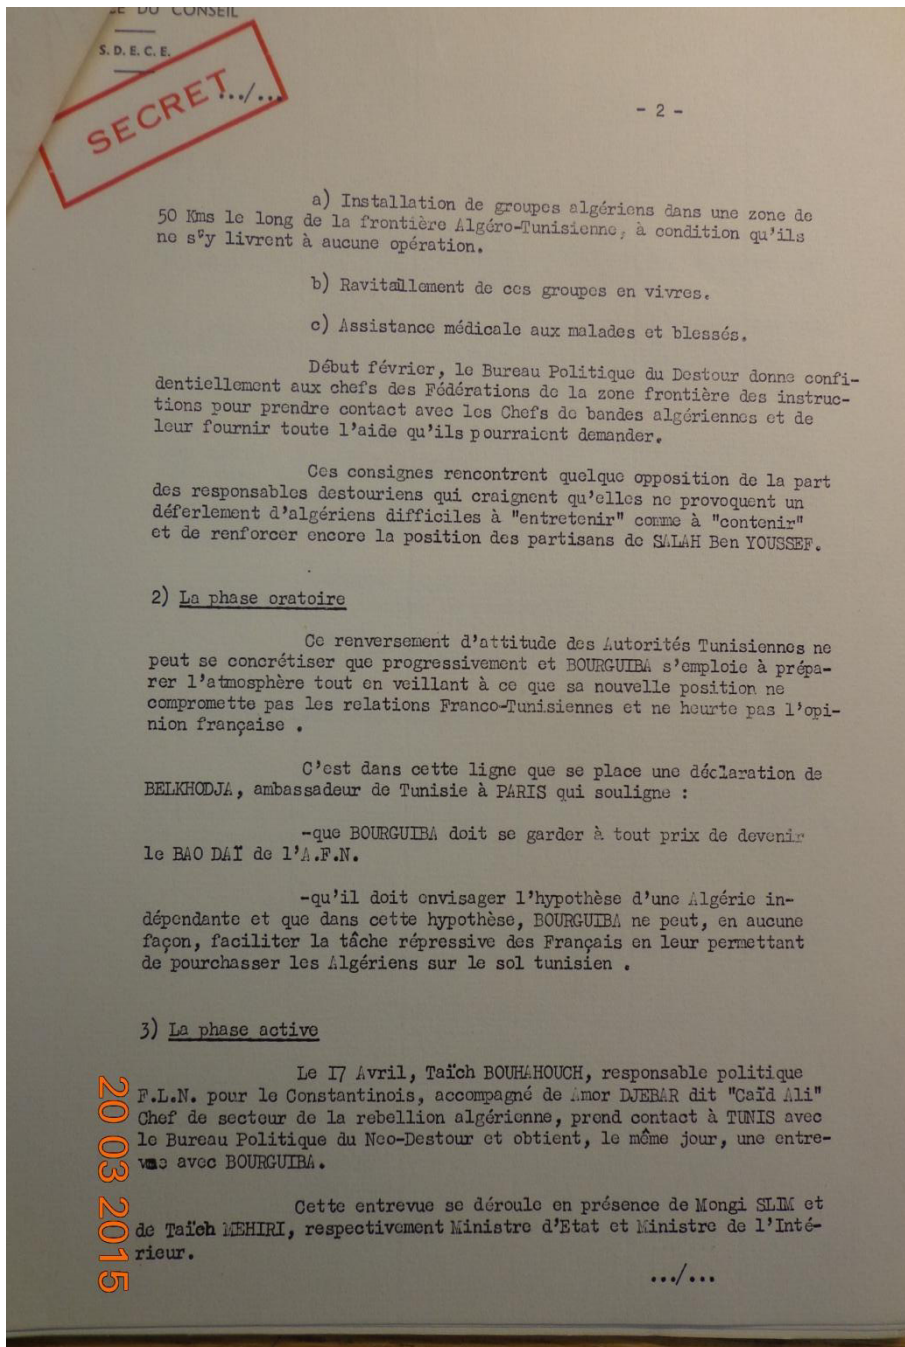 DU CONSEIL
S. D. E. C. E.
SECRET
.../...
- 2 -
a) Installation de groupes algériens dans une zone de
50 Kms le long de la frontière Algéro-Tunisienne, à condition qu'ils
ne s'y livrent à aucune opération.
b) Ravitaillement de ces groupes en vivres.
c) Assistance médicale aux malades et blessés.
Début février, le Bureau Politique du Destour donne confi-
dentiellement aux chefs des Fédérations de la zone frontière des instruc-
tions pour prendre contact avec les Chefs de bandes algériennes et de
leur fournir toute l'aide qu'ils pourraient demander.
Ces consignes rencontrent quelque opposition de la part
des responsables destouriens qui craignent qu'elles ne provoquent un
déferlement d'algériens difficiles à "entretenir" comme à "contenir"
et de renforcer encore la position des partisans de SALAH Ben YOUSSEF.
2) La phase oratoire
Ce renversement d'attitude des Autorités Tunisiennes ne
peut se concrétiser que progressivement et BOURGUIBA s'emploie à prépa-
rer l'atmosphère tout en veillant à ce que sa nouvelle position ne
compromette pas les relations Franco-Tunisiennes et ne heurte pas l'opi-
nion française .
C'est dans cette ligne que se place une déclaration de
BELKHODJA, ambassadeur de Tunisie à PARIS qui souligne :
-que BOURGUIBA doit se garder à tout prix de devenir
le BAO DAÏ de l'A.F.N.
-qu'il doit envisager l'hypothèse d'une Algérie in-
dépendante et que dans cette hypothèse, BOURGUIBA ne peut, en aucune
façon, faciliter la tâche répressive des Français en leur permettant
de pourchasser les Algériens sur le sol tunisien .
3) La phase active
Le I7 Avril, Taïeb BOUHAHOUCH, responsable politique
F.L.N. pour le Constantinois, accompagné de Amor DJEBAR dit "Caïd Ali"
Chef de secteur de la rebellion algérienne, prend contact à TUNIS avec
le Bureau Politique du Neo-Destour et obtient, le même jour, une entre-
vue avec BOURGUIBA.
Cette entrevue se déroule en présence de Mongi SLIM et
de Taïeb MEHIRI, respectivement Ministre d'Etat et Ministre de l'Inté-
rieur.
.../...
20 03 2015